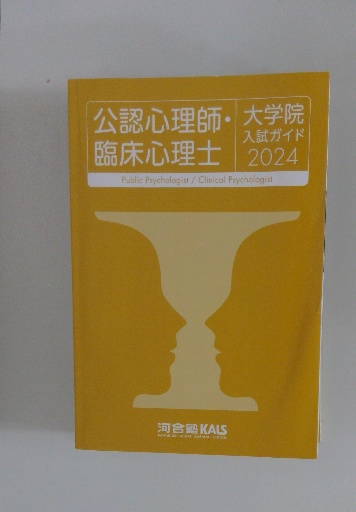 公認心理師・
臨床心理士
大学院
入試ガイド
2024
Public Psychologist / Clinical Psychologist
河合塾KALS